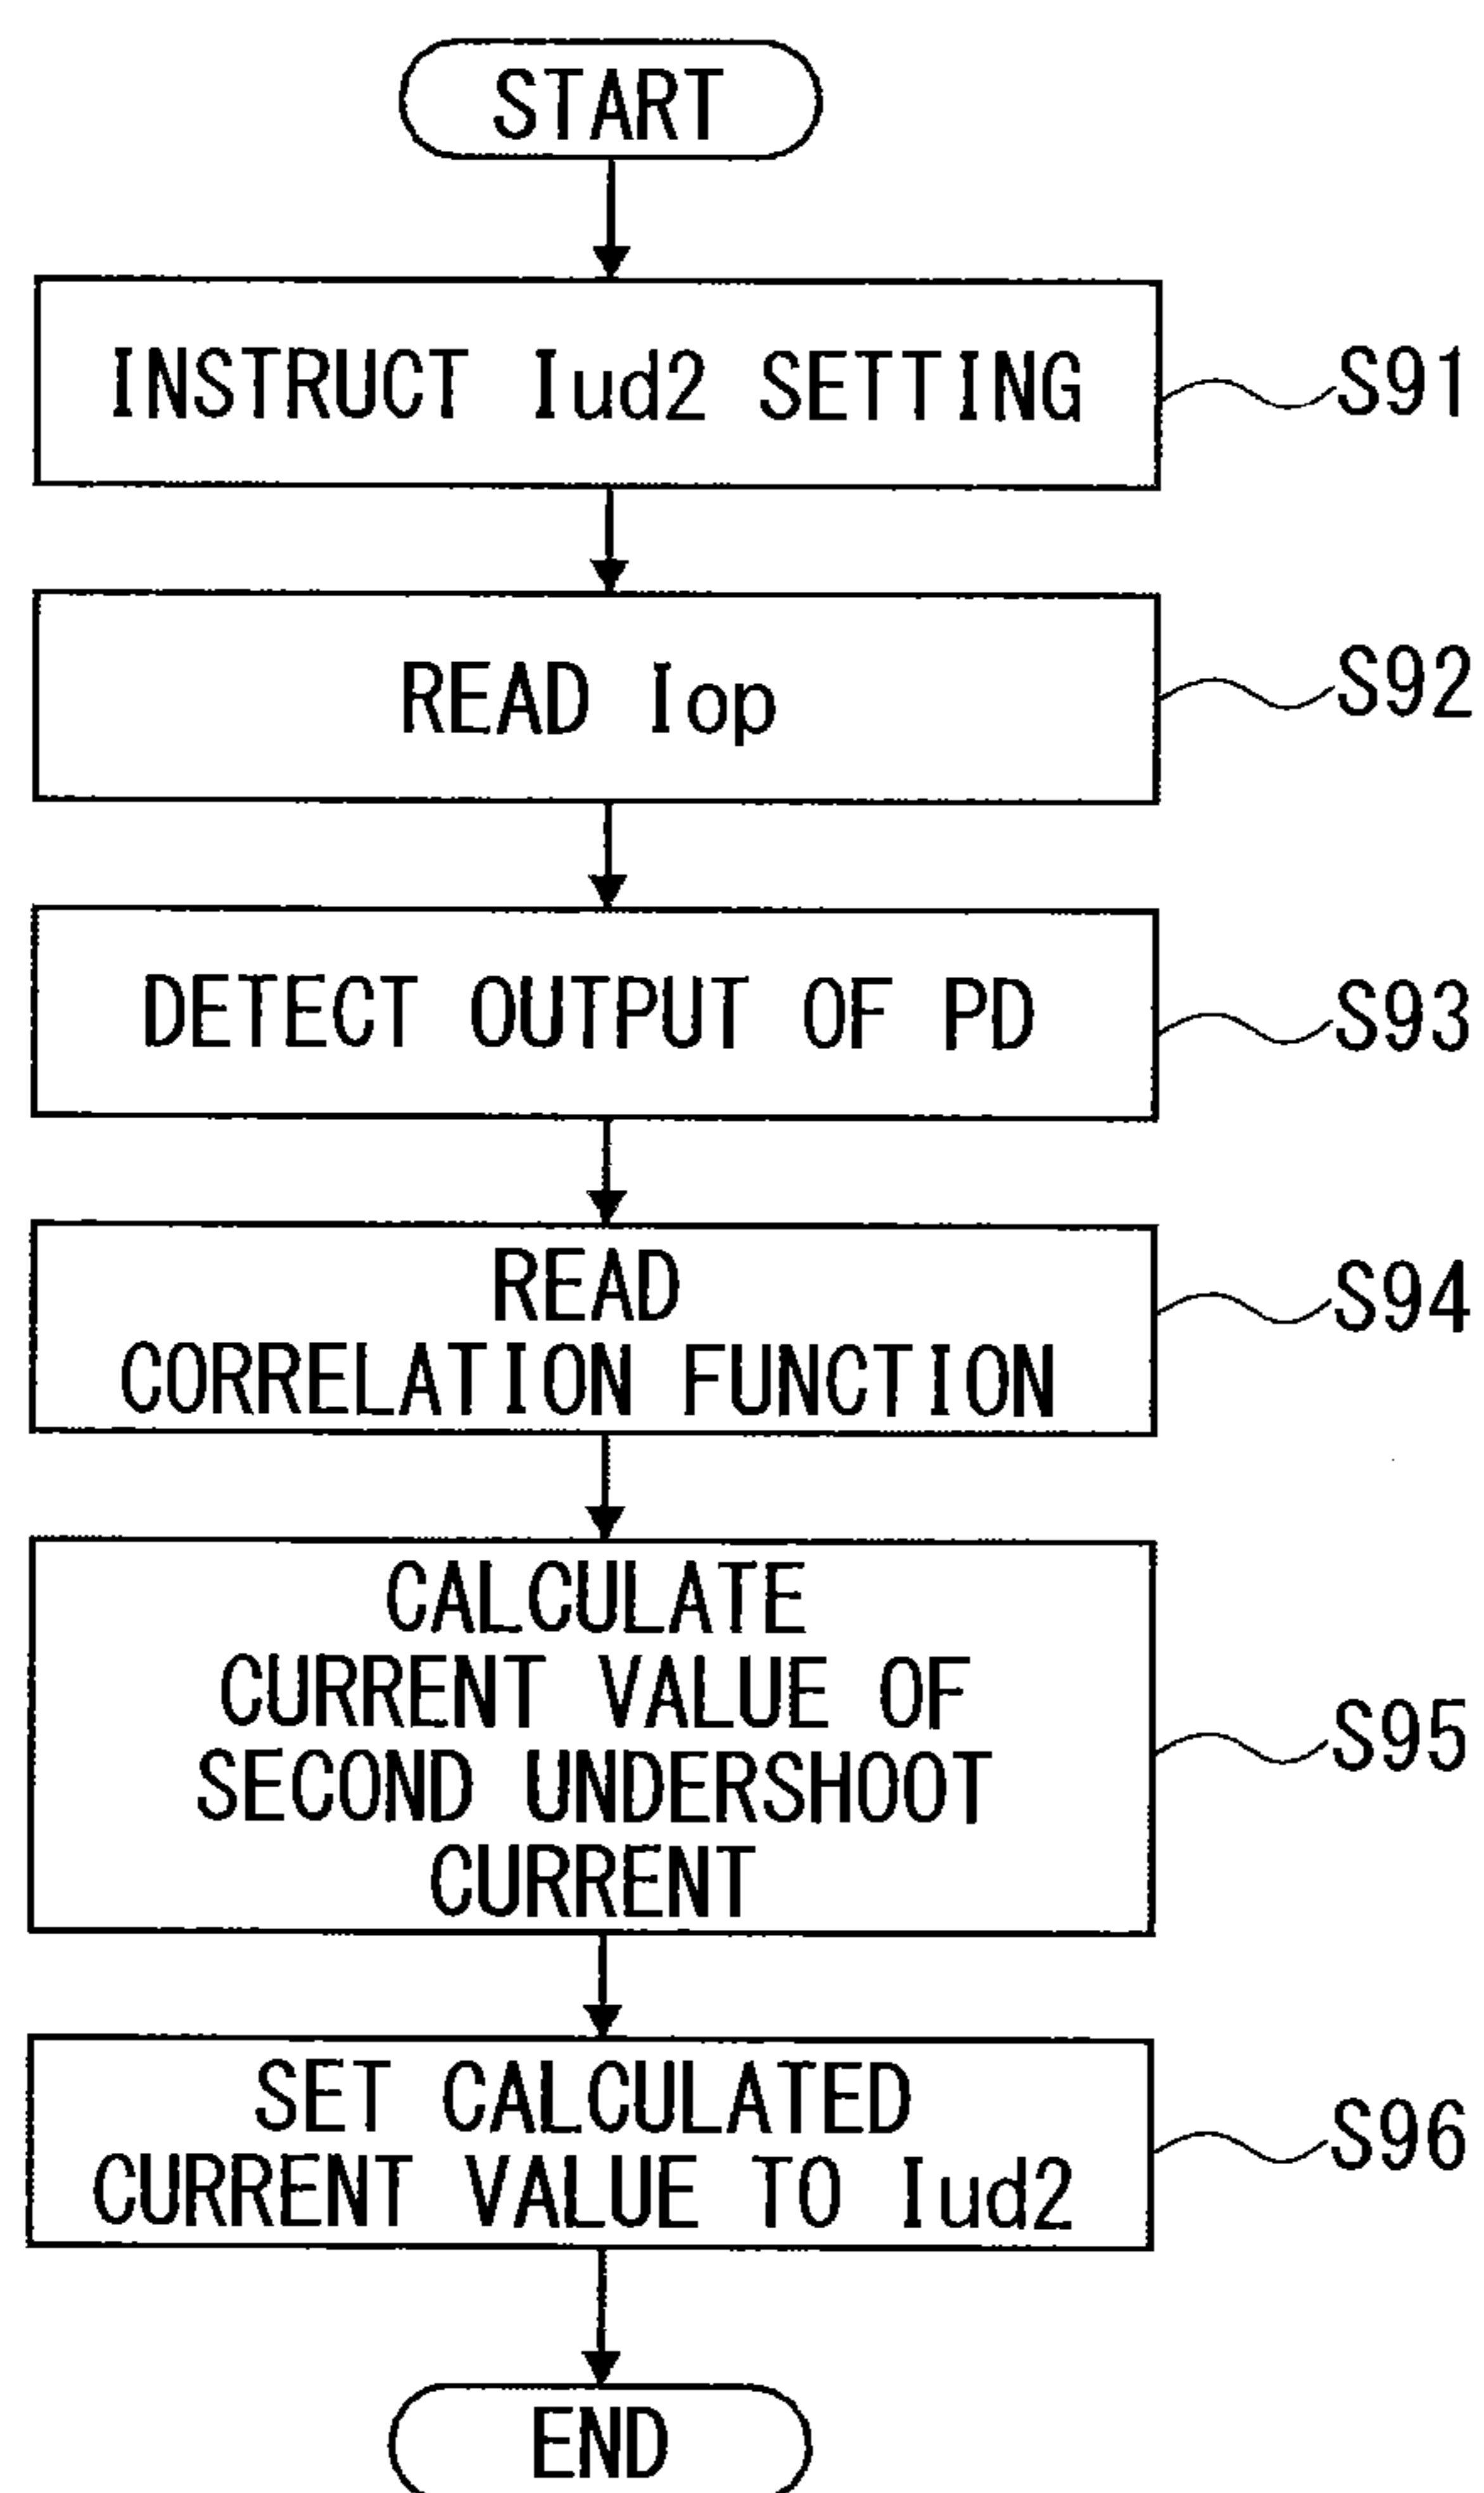 START
INSTRUCT Iud2 SETTING
S91
READ Iop
S92
DETECT OUTPUT OF PD
S93
READ
CORRELATION FUNCTION
S94
CALCULATE
CURRENT VALUE OF
SECOND UNDERSHOOT
CURRENT
S95
SET CALCULATED
CURRENT VALUE TO Iud2
S96
END